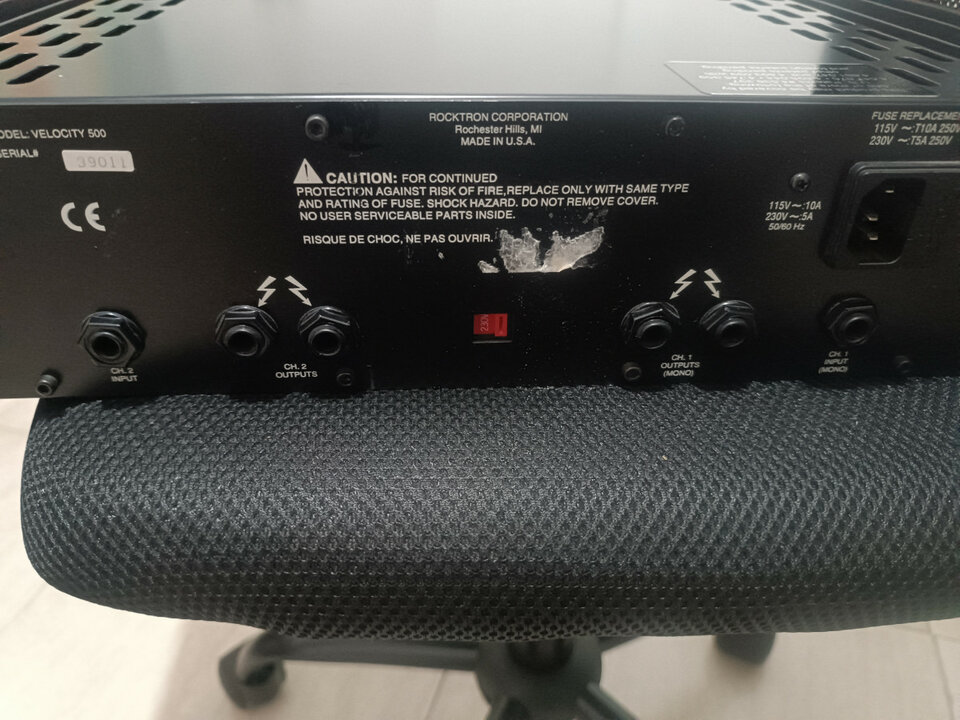 ROCKTRON CORPORATION
Rochester Hills, MI
MADE IN U.S.A.
ODEL: VELOCITY 500
SERIAL# 39011
CE
CAUTION: FOR CONTINUED
PROTECTION AGAINST RISK OF FIRE,REPLACE ONLY WITH SAME TYPE
AND RATING OF FUSE. SHOCK HAZARD. DO NOT REMOVE COVER.
NO USER SERVICEABLE PARTS INSIDE.
RISQUE DE CHOC, NE PAS OUVRIR.
FUSE REPLACEME
115V ~:T10A 250V
230V ~:T5A 250V
115V~:10A
230V~:5A
50/60 Hz
CH. 2
INPUT
CH. 2
OUTPUTS
230V
CH. 1
OUTPUTS
(MONO)
CH. 1
INPUT
(MONO)